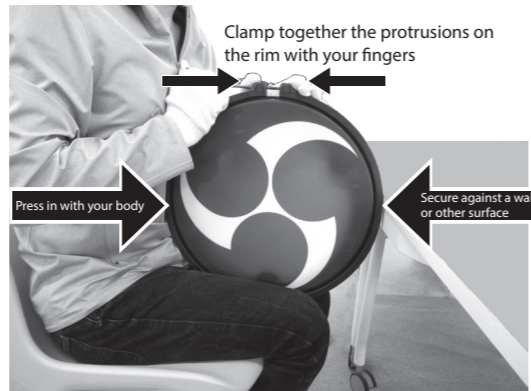 Clamp together the protrusions on
the rim with your fingers
Press in with your body
Secure against a
or other surface